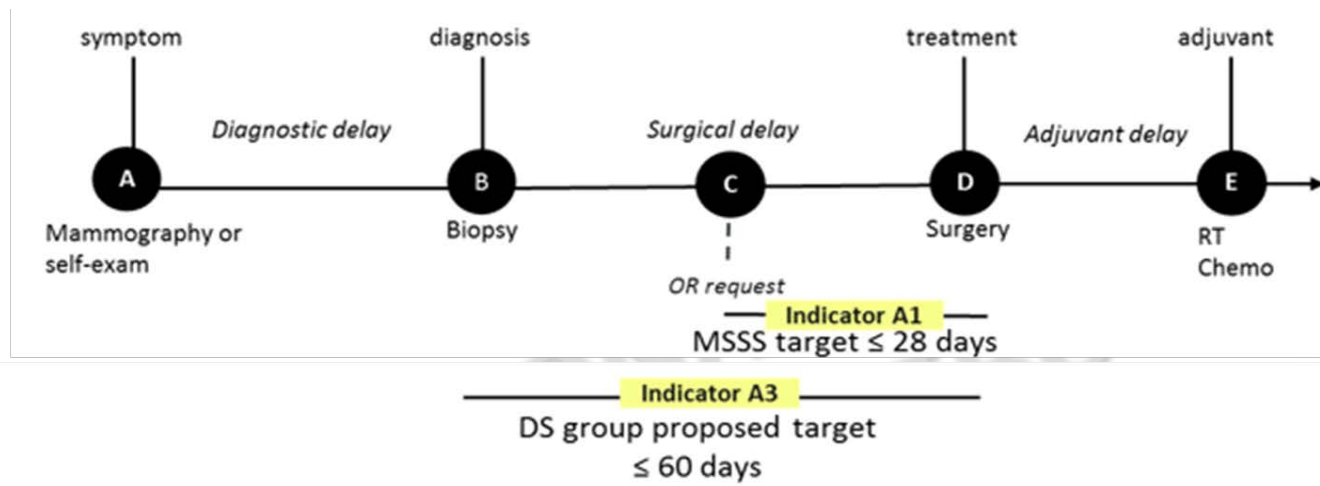 symptom
diagnosis
treatment
adjuvant
Diagnostic delay
Surgical delay
Adjuvant delay
A
B
C
D
E
Mammography or
self-exam
Biopsy
Surgery
RT
Chemo
OR request
Indicator A1
MSSS target ≤ 28 days
Indicator A3
DS group proposed target
≤ 60 days